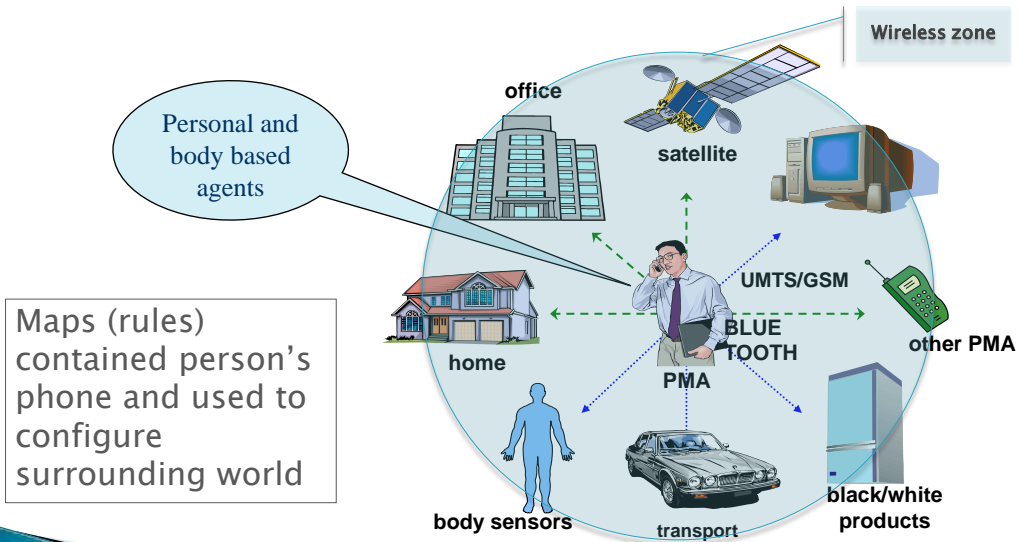 Wireless zone
office
Personal and
body based
agents
satellite
UMTS/GSM
Maps (rules)
contained person’s
phone and used to
configure
surrounding world
home
BLUE
TOOTH
other PMA
PMA
body sensors
transport
black/white
products